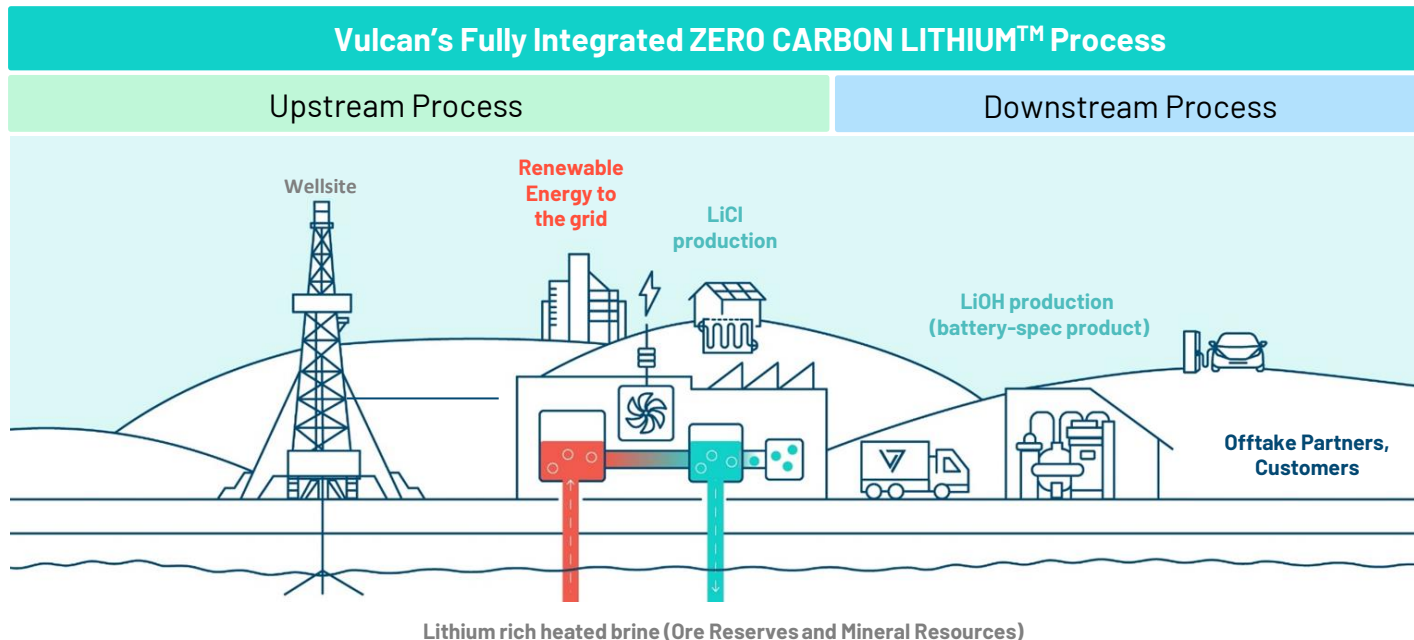 Vulcan's Fully Integrated ZERO CARBON LITHIUM™ Process
Upstream Process
Downstream Process
Wellsite
Renewable
Energy to
the grid
LiCl
production
LiOH production
(battery-spec product)
Offtake Partners,
Customers
Lithium rich heated brine (Ore Reserves and Mineral Resources)